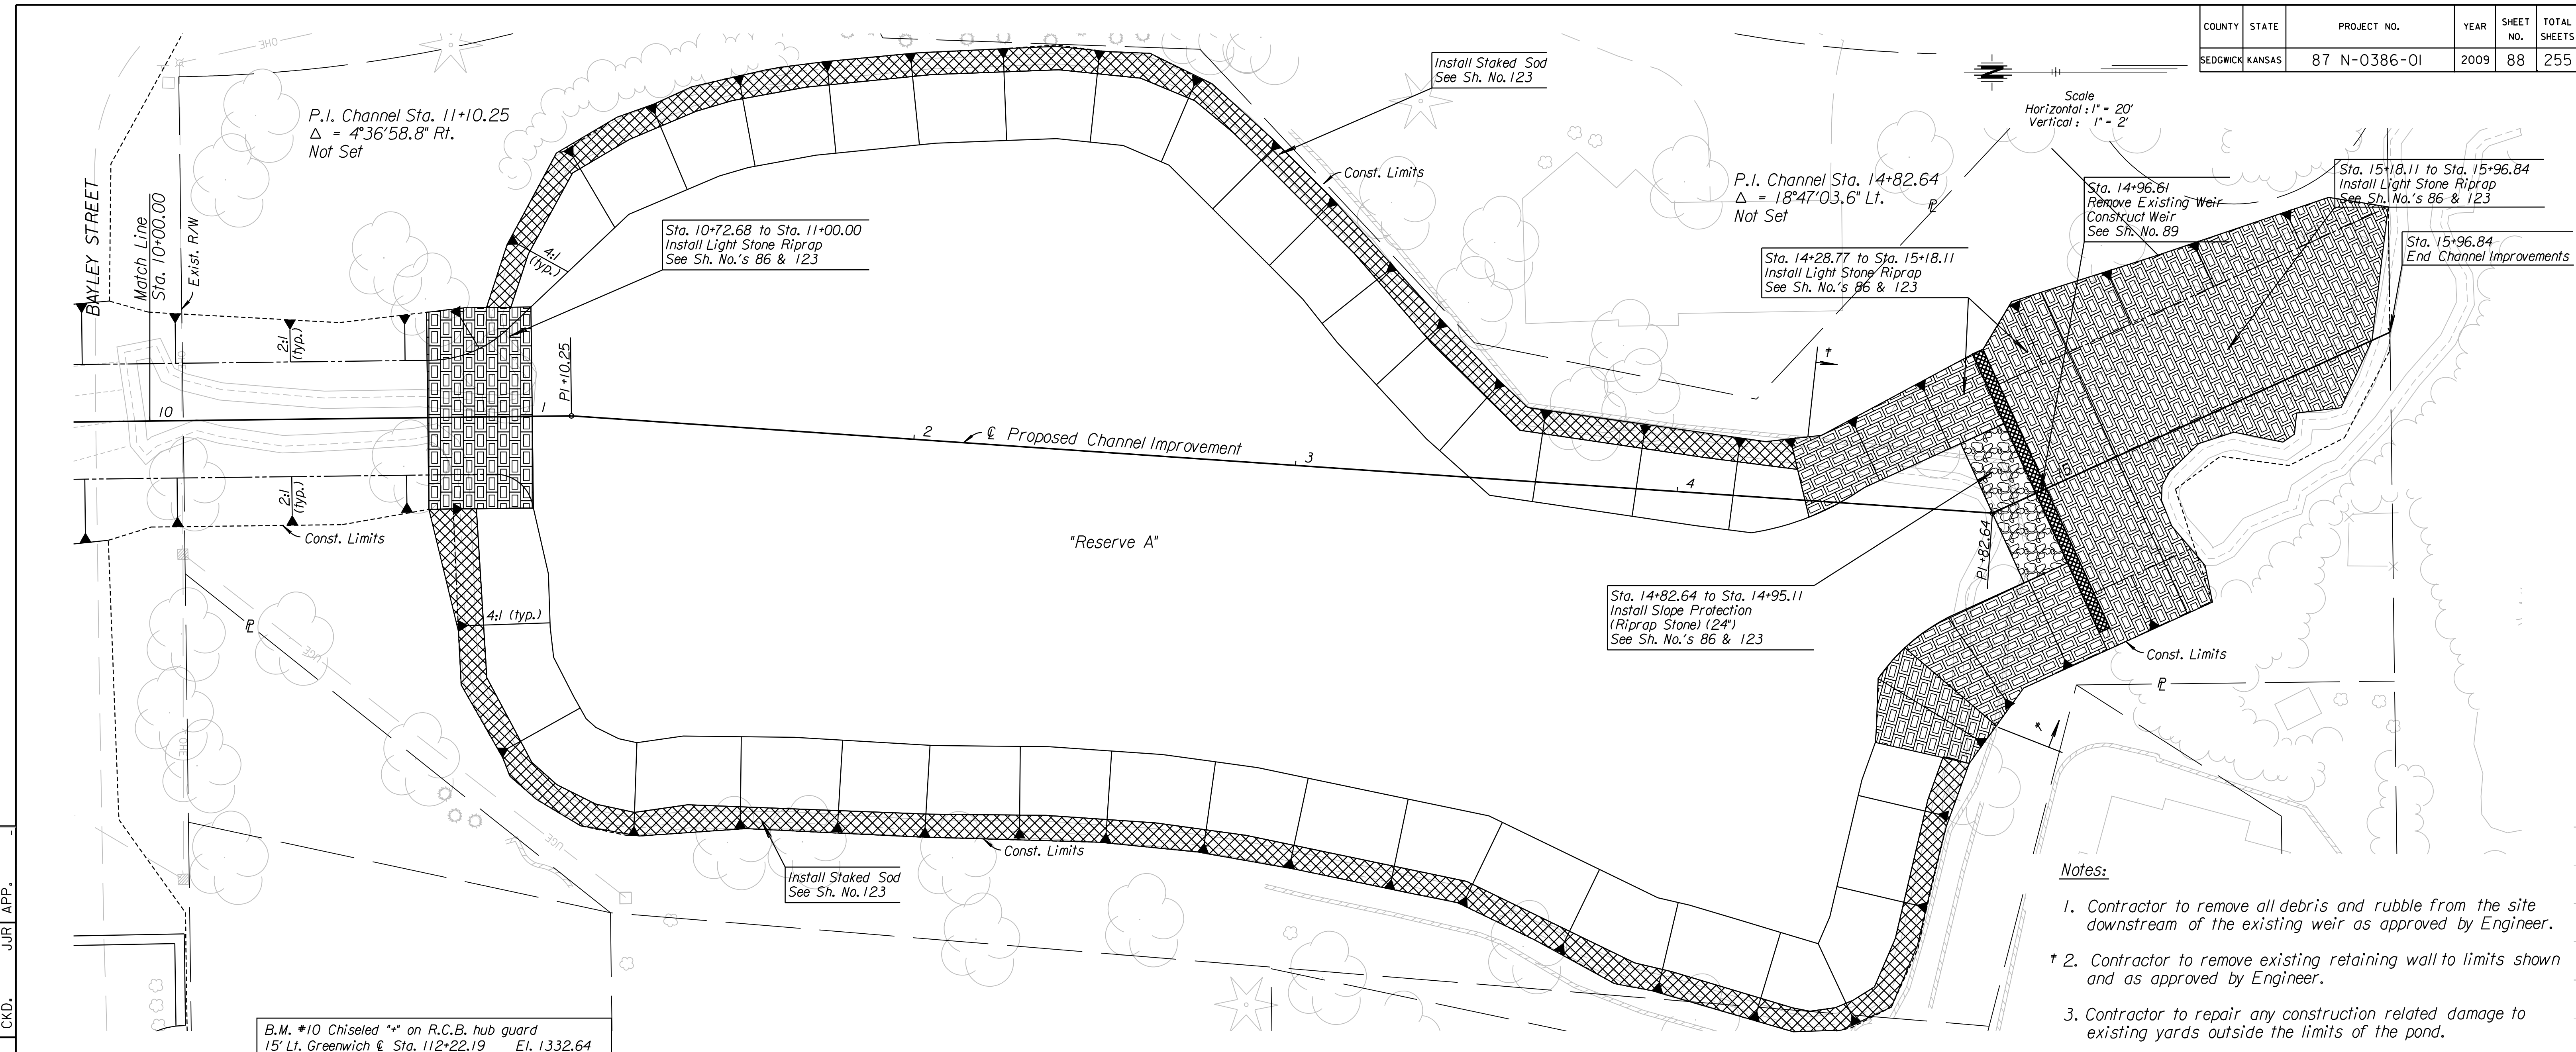 COUNTY STATE PROJECT NO. YEAR SHEET NO. TOTAL SHEETS
SEDGWICK KANSAS 87 N-0386-01 2009 88 255
N
Scale
Horizontal : 1" = 20'
Vertical : 1" = 2'
OHE
P.I. Channel Sta. 11+10.25
Δ = 4°36'58.8" Rt.
Not Set
Install Staked Sod
See Sh. No. 123
Const. Limits
P.I. Channel Sta. 14+82.64
Δ = 18°47'03.6" Lt.
Not Set
PL
Sta. 14+96.61
Remove Existing Weir
Construct Weir
See Sh. No. 89
Sta. 15+18.11 to Sta. 15+96.84
Install Light Stone Riprap
See Sh. No.'s 86 & 123
Sta. 15+96.84
End Channel Improvements
Sta. 14+28.77 to Sta. 15+18.11
Install Light Stone Riprap
See Sh. No.'s 86 & 123
BAYLEY STREET
Match Line
Sta. 10+00.00
Exist. R/W
Sta. 10+72.68 to Sta. 11+00.00
Install Light Stone Riprap
See Sh. No.'s 86 & 123
4:1
(typ.)
2:1
(typ.)
PI +10.25
†
10
1
2
℄ Proposed Channel Improvement
3
4
5
2:1
(typ.)
Const. Limits
"Reserve A"
PI +82.64
Sta. 14+82.64 to Sta. 14+95.11
Install Slope Protection
(Riprap Stone) (24")
See Sh. No.'s 86 & 123
4:1 (typ.)
PL
UGE
Const. Limits
PL
†
OHE
UGE
Const. Limits
Install Staked Sod
See Sh. No. 123
Notes:
1. Contractor to remove all debris and rubble from the site
downstream of the existing weir as approved by Engineer.
† 2. Contractor to remove existing retaining wall to limits shown
and as approved by Engineer.
3. Contractor to repair any construction related damage to
existing yards outside the limits of the pond.
B.M. #10 Chiseled "+" on R.C.B. hub guard
15' Lt. Greenwich ℄ Sta. 112+22.19 El. 1332.64
CKD. JJR APP. -